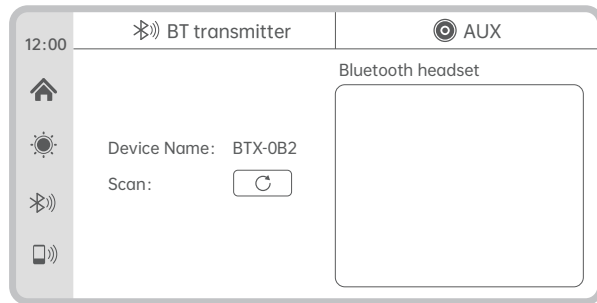 12:00
BT transmitter
AUX
Bluetooth headset
Device Name: BTX-0B2
Scan: